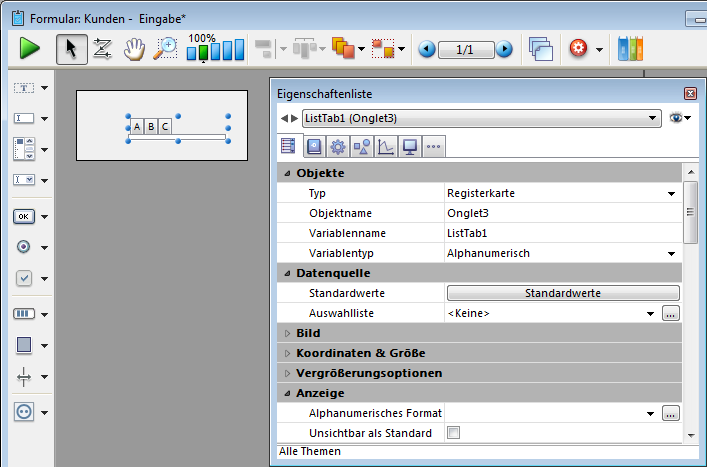 Formular: Kunden - Eingabe*
100%
1/1
T
I
I
OK
A B C
Eigenschaftenliste
ListTab1 (Onglet3)
Objekte
Typ Registerkarte
Objektname Onglet3
Variablenname ListTab1
Variablentyp Alphanumerisch
Datenquelle
Standardwerte Standardwerte
Auswahlliste <Keine> ...
Bild
Koordinaten & Größe
Vergrößerungsoptionen
Anzeige
Alphanumerisches Format ...
Unsichtbar als Standard
Alle Themen